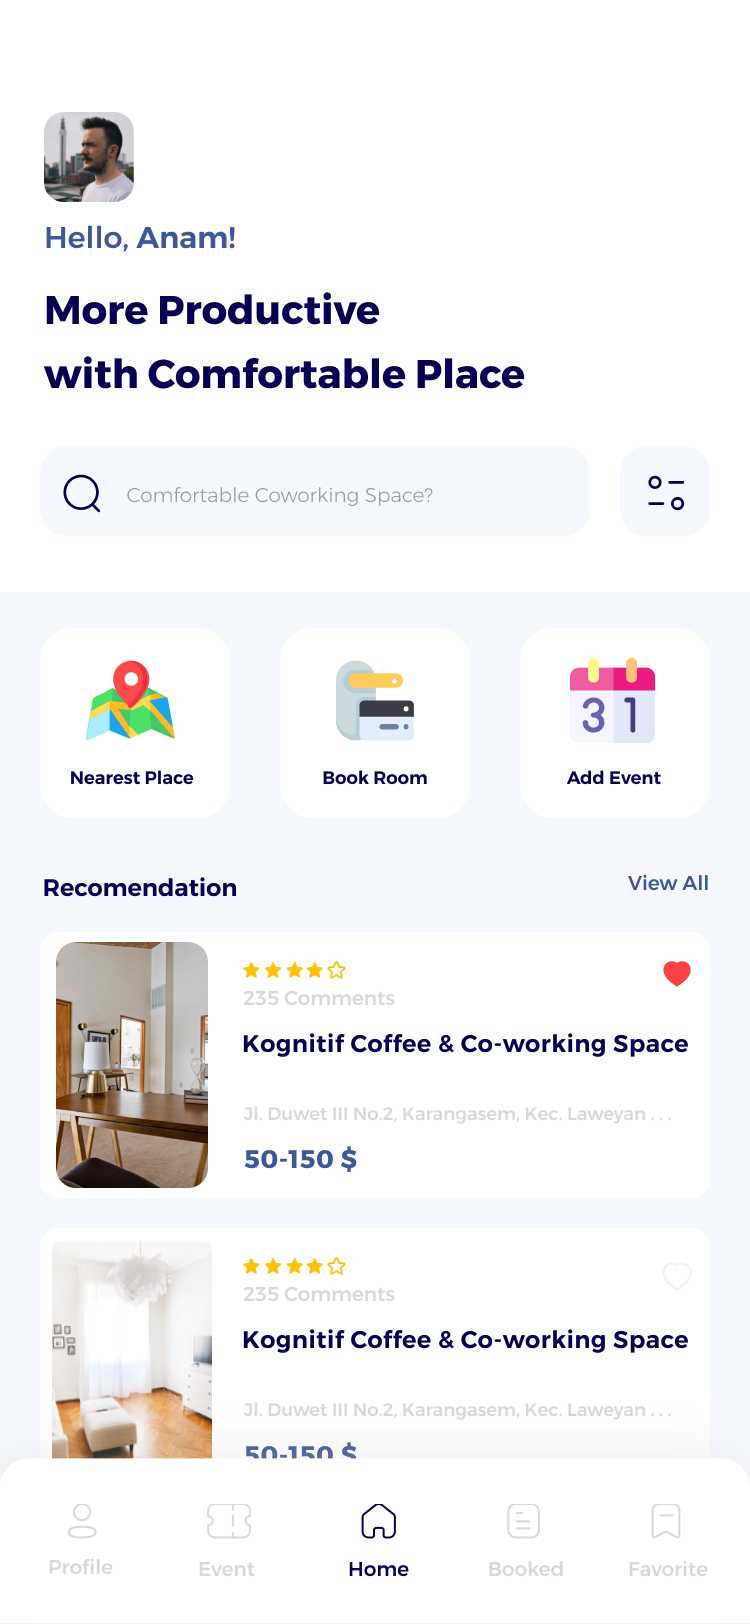 Hello, Anam!
More Productive
with Comfortable Place
Comfortable Coworking Space?
31
Nearest Place
Book Room
Add Event
Recomendation
View All
235 Comments
Kognitif Coffee & Co-working Space
Jl. Duwet III No.2, Karangasem, Kec. Laweyan . . .
50-150 $
235 Comments
Kognitif Coffee & Co-working Space
Jl. Duwet III No.2, Karangasem, Kec. Laweyan . . .
50-150 $
Profile
Event
Home
Booked
Favorite